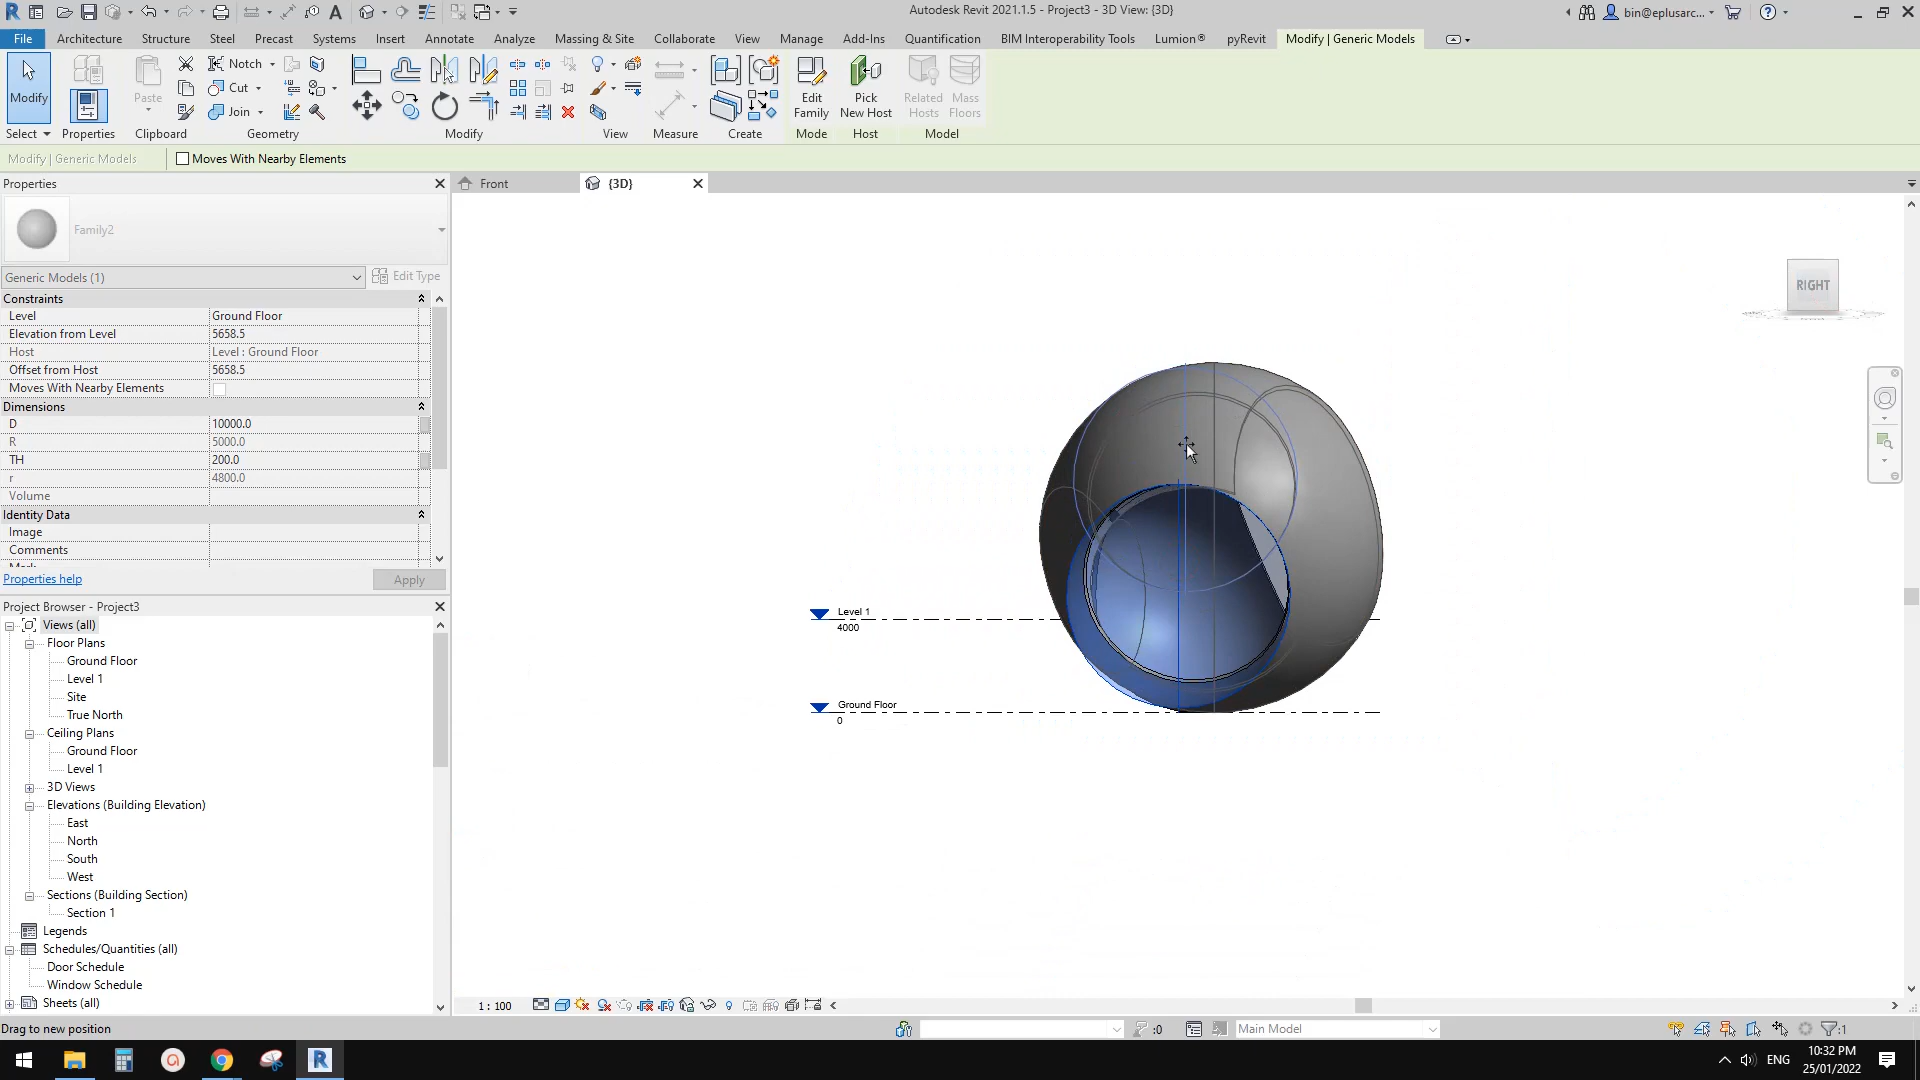 Autodesk Revit 2021.1.5 - Project3 - 3D View: {3D}
bin@eplusarc...
File Architecture Structure Steel Precast Systems Insert Annotate Analyze Massing & Site Collaborate View Manage Add-Ins Quantification BIM Interoperability Tools Lumion® pyRevit Modify | Generic Models
Modify
Paste
Notch
Cut
Join
Edit Family
Pick New Host
Related Hosts
Mass Floors
Select Properties Clipboard Geometry Modify View Measure Create Mode Host Model
Modify | Generic Models
Moves With Nearby Elements
Properties
Front
{3D}
Family2
Generic Models (1)
Edit Type
Constraints
Level Ground Floor
Elevation from Level 5658.5
Host Level : Ground Floor
Offset from Host 5658.5
Moves With Nearby Elements
Dimensions
D 10000.0
R 5000.0
TH 200.0
r 4800.0
Volume
Identity Data
Image
Comments
Properties help
Apply
Project Browser - Project3
Views (all)
Floor Plans
Ground Floor
Level 1
Site
True North
Ceiling Plans
Ground Floor
Level 1
3D Views
Elevations (Building Elevation)
East
North
South
West
Sections (Building Section)
Section 1
Legends
Schedules/Quantities (all)
Door Schedule
Window Schedule
Sheets (all)
RIGHT
Level 1
4000
Ground Floor
0
1 : 100
Drag to new position
:0
Main Model
:1
ENG
10:32 PM
25/01/2022